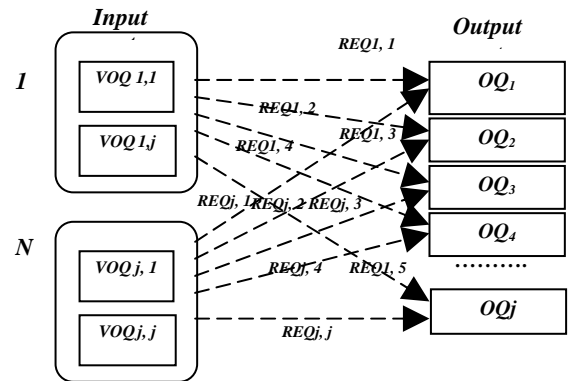 Input
Output
1
REQ1, 1
VOQ 1,1
OQ1
REQ1, 2
VOQ 1,j
REQ1, 3
OQ2
REQ1, 4
OQ3
REQj, 1
REQj, 2
REQj, 3
N
OQ4
VOQ j, 1
REQj, 4
REQ1, 5
..........
VOQ j, j
OQj
REQj, j